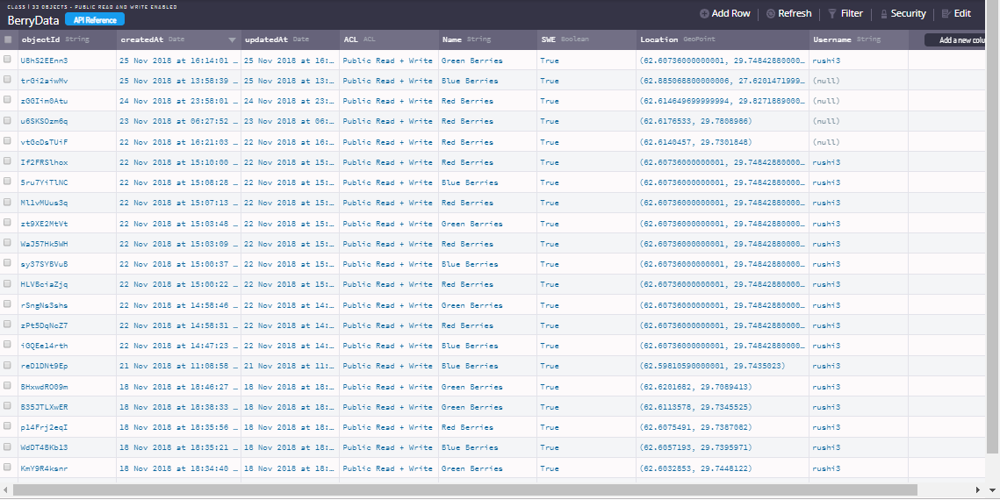 CLASS | 33 OBJECTS - PUBLIC READ AND WRITE ENABLED
BerryData API Reference Add Row Refresh Filter Security Edit
objectId String createdAt Date updatedAt Date ACL ACL Name String SWE Boolean Location GeoPoint Username String Add a new colu
U8hS2EEnn3 25 Nov 2018 at 16:14:01 … 25 Nov 2018 at 16:… Public Read + Write Green Berries True (62.60736000000001, 29.74842880000… rushi3
trGi2aiwMv 25 Nov 2018 at 13:58:39 … 25 Nov 2018 at 13:… Public Read + Write Blue Berries True (62.885068800000006, 27.6201471999… (null)
zGGIim0Atu 24 Nov 2018 at 23:58:01 … 24 Nov 2018 at 23:… Public Read + Write Red Berries True (62.614649699999994, 29.8271889000… (null)
u6SKSOzm6q 23 Nov 2018 at 06:27:52 … 23 Nov 2018 at 06:… Public Read + Write Red Berries True (62.6176533, 29.7808986) (null)
vtGcDsTUiF 22 Nov 2018 at 16:21:03 … 22 Nov 2018 at 16:… Public Read + Write Red Berries True (62.6140457, 29.7301848) (null)
If2FRSlhox 22 Nov 2018 at 15:10:00 … 22 Nov 2018 at 15:… Public Read + Write Red Berries True (62.60736000000001, 29.74842880000… rushi3
5ru7YiTlNC 22 Nov 2018 at 15:08:28 … 22 Nov 2018 at 15:… Public Read + Write Blue Berries True (62.60736000000001, 29.74842880000… rushi3
MllvMUus3q 22 Nov 2018 at 15:07:13 … 22 Nov 2018 at 15:… Public Read + Write Red Berries True (62.60736000000001, 29.74842880000… rushi3
zt9XE2MtVt 22 Nov 2018 at 15:03:48 … 22 Nov 2018 at 15:… Public Read + Write Green Berries True (62.60736000000001, 29.74842880000… rushi3
WaJ57Hk5WH 22 Nov 2018 at 15:03:09 … 22 Nov 2018 at 15:… Public Read + Write Red Berries True (62.60736000000001, 29.74842880000… rushi3
sy37SYBVuB 22 Nov 2018 at 15:00:37 … 22 Nov 2018 at 15:… Public Read + Write Blue Berries True (62.60736000000001, 29.74842880000… rushi3
HLVBciaZjq 22 Nov 2018 at 15:00:22 … 22 Nov 2018 at 15:… Public Read + Write Red Berries True (62.60736000000001, 29.74842880000… rushi3
rSngNs3shs 22 Nov 2018 at 14:58:46 … 22 Nov 2018 at 14:… Public Read + Write Green Berries True (62.60736000000001, 29.74842880000… rushi3
zPt5DqNcZ7 22 Nov 2018 at 14:58:31 … 22 Nov 2018 at 14:… Public Read + Write Red Berries True (62.60736000000001, 29.74842880000… rushi3
iGQEel4rth 22 Nov 2018 at 14:47:23 … 22 Nov 2018 at 14:… Public Read + Write Blue Berries True (62.60736000000001, 29.74842880000… rushi3
reDlDNt9Ep 21 Nov 2018 at 11:08:58 … 21 Nov 2018 at 11:… Public Read + Write Blue Berries True (62.59810590000001, 29.7435023) rushi3
BHxwdRO09m 18 Nov 2018 at 18:46:27 … 18 Nov 2018 at 18:… Public Read + Write Green Berries True (62.6201682, 29.7089413) rushi3
B35JTLXwER 18 Nov 2018 at 18:38:33 … 18 Nov 2018 at 18:… Public Read + Write Green Berries True (62.6113578, 29.7345525) rushi3
pl4Frj2eqI 18 Nov 2018 at 18:35:56 … 18 Nov 2018 at 18:… Public Read + Write Red Berries True (62.6075491, 29.7387082) rushi3
WdDT4BKbl3 18 Nov 2018 at 18:35:21 … 18 Nov 2018 at 18:… Public Read + Write Blue Berries True (62.6057193, 29.7395971) rushi3
KmY9R4ksnr 18 Nov 2018 at 18:34:40 … 18 Nov 2018 at 18:… Public Read + Write Green Berries True (62.6032853, 29.7446122) rushi3